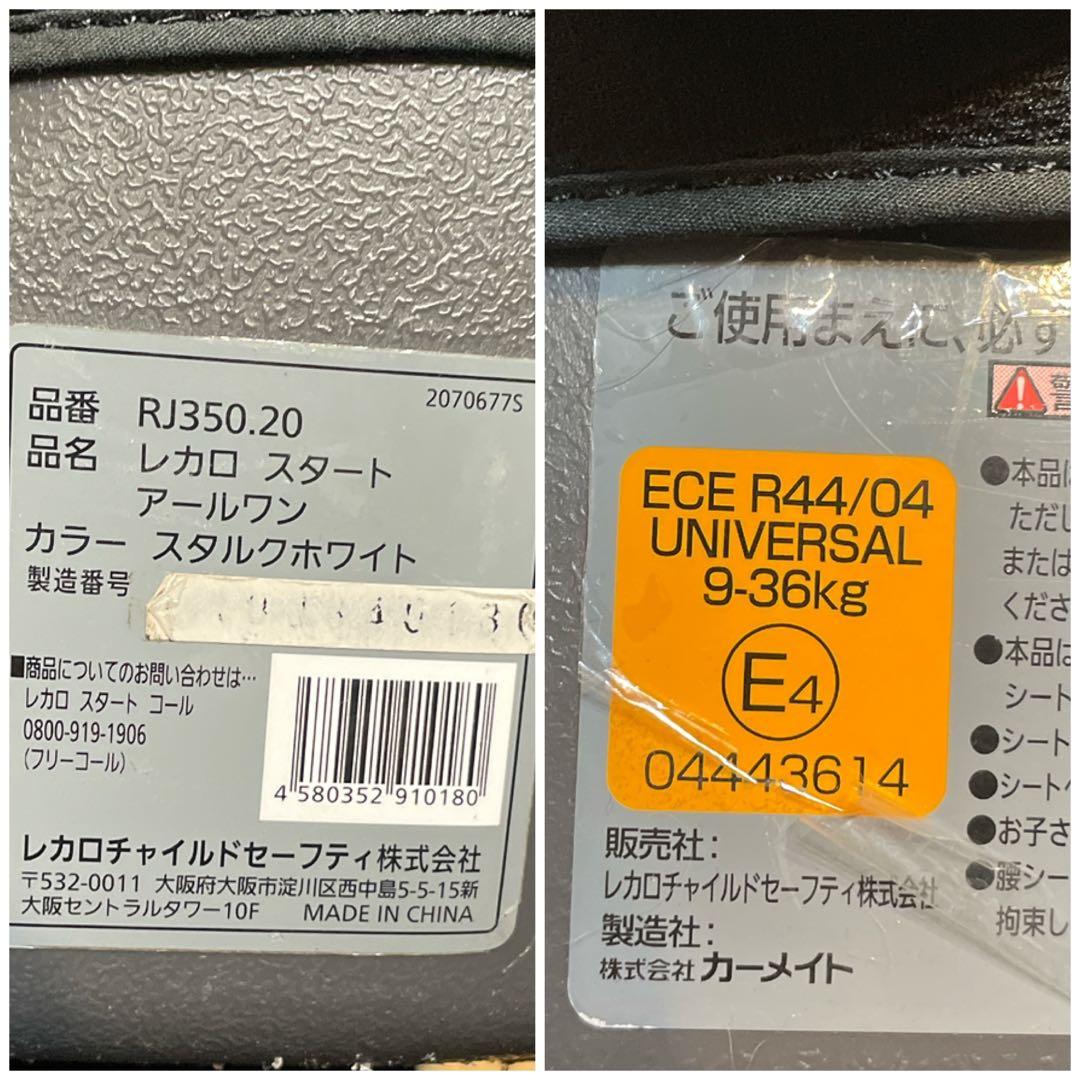 品番 RJ350.20
2070677S
品名 レカロ スタート
アールワン
カラー スタルクホワイト
製造番号
■商品についてのお問い合わせは…
レカロ スタート コール
0800-919-1906
(フリーコール)
4 580352 910180
レカロチャイルドセーフティ株式会社
〒532-0011 大阪府大阪市淀川区西中島5-5-15新
大阪セントラルタワー10F MADE IN CHINA
ご使用まえに、必ず
警
ECE R44/04
UNIVERSAL
9-36kg
E4
04443614
●本品は
ただし
または
くださ
●本品は
シート
●シート
●シート
●お子さ
●腰シー
拘束し
販売社:
レカロチャイルドセーフティ株式会社
製造社:
株式会社 カーメイト